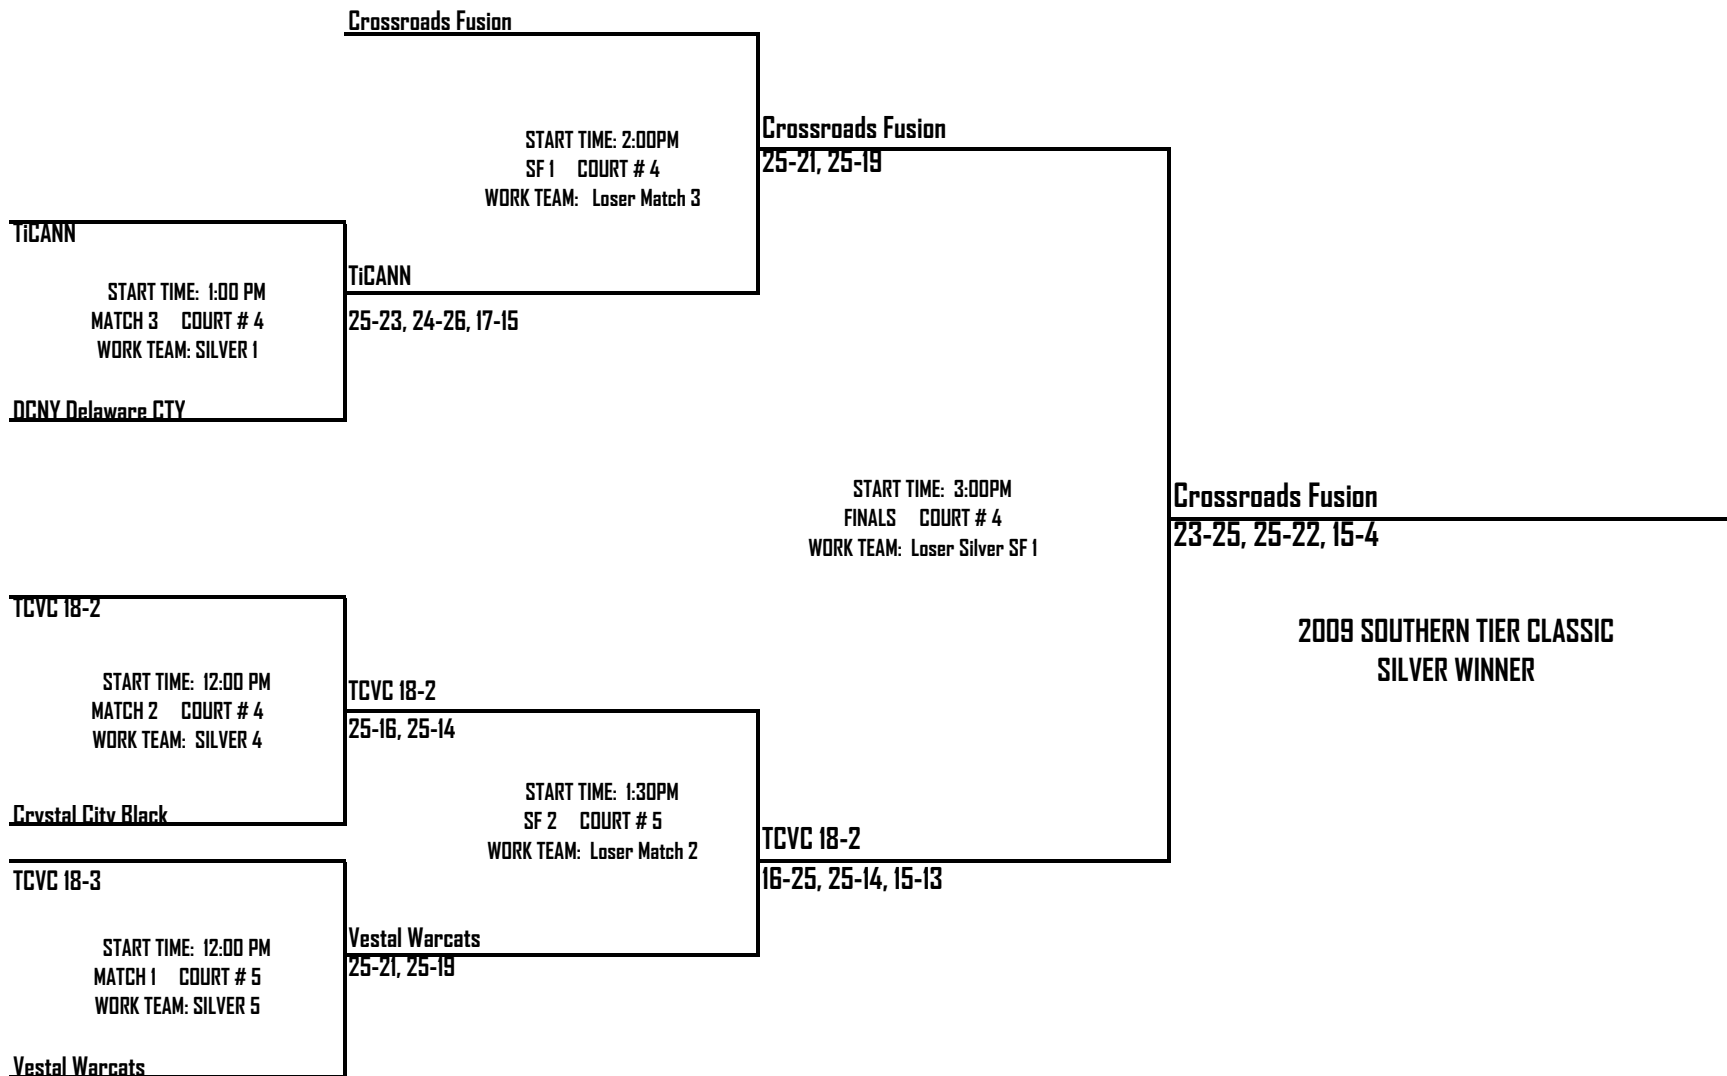 Crossroads Fusion
START TIME: 2:00PM
SF 1 COURT # 4
WORK TEAM: Loser Match 3
Crossroads Fusion
25-21, 25-19
TiCANN
START TIME: 1:00 PM
MATCH 3 COURT # 4
WORK TEAM: SILVER 1
DCNY Delaware CTY
TiCANN
25-23, 24-26, 17-15
START TIME: 3:00PM
FINALS COURT # 4
WORK TEAM: Loser Silver SF 1
Crossroads Fusion
23-25, 25-22, 15-4
2009 SOUTHERN TIER CLASSIC
SILVER WINNER
TCVC 18-2
START TIME: 12:00 PM
MATCH 2 COURT # 4
WORK TEAM: SILVER 4
Crystal City Black
TCVC 18-2
25-16, 25-14
START TIME: 1:30PM
SF 2 COURT # 5
WORK TEAM: Loser Match 2
TCVC 18-2
16-25, 25-14, 15-13
TCVC 18-3
START TIME: 12:00 PM
MATCH 1 COURT # 5
WORK TEAM: SILVER 5
Vestal Warcats
Vestal Warcats
25-21, 25-19